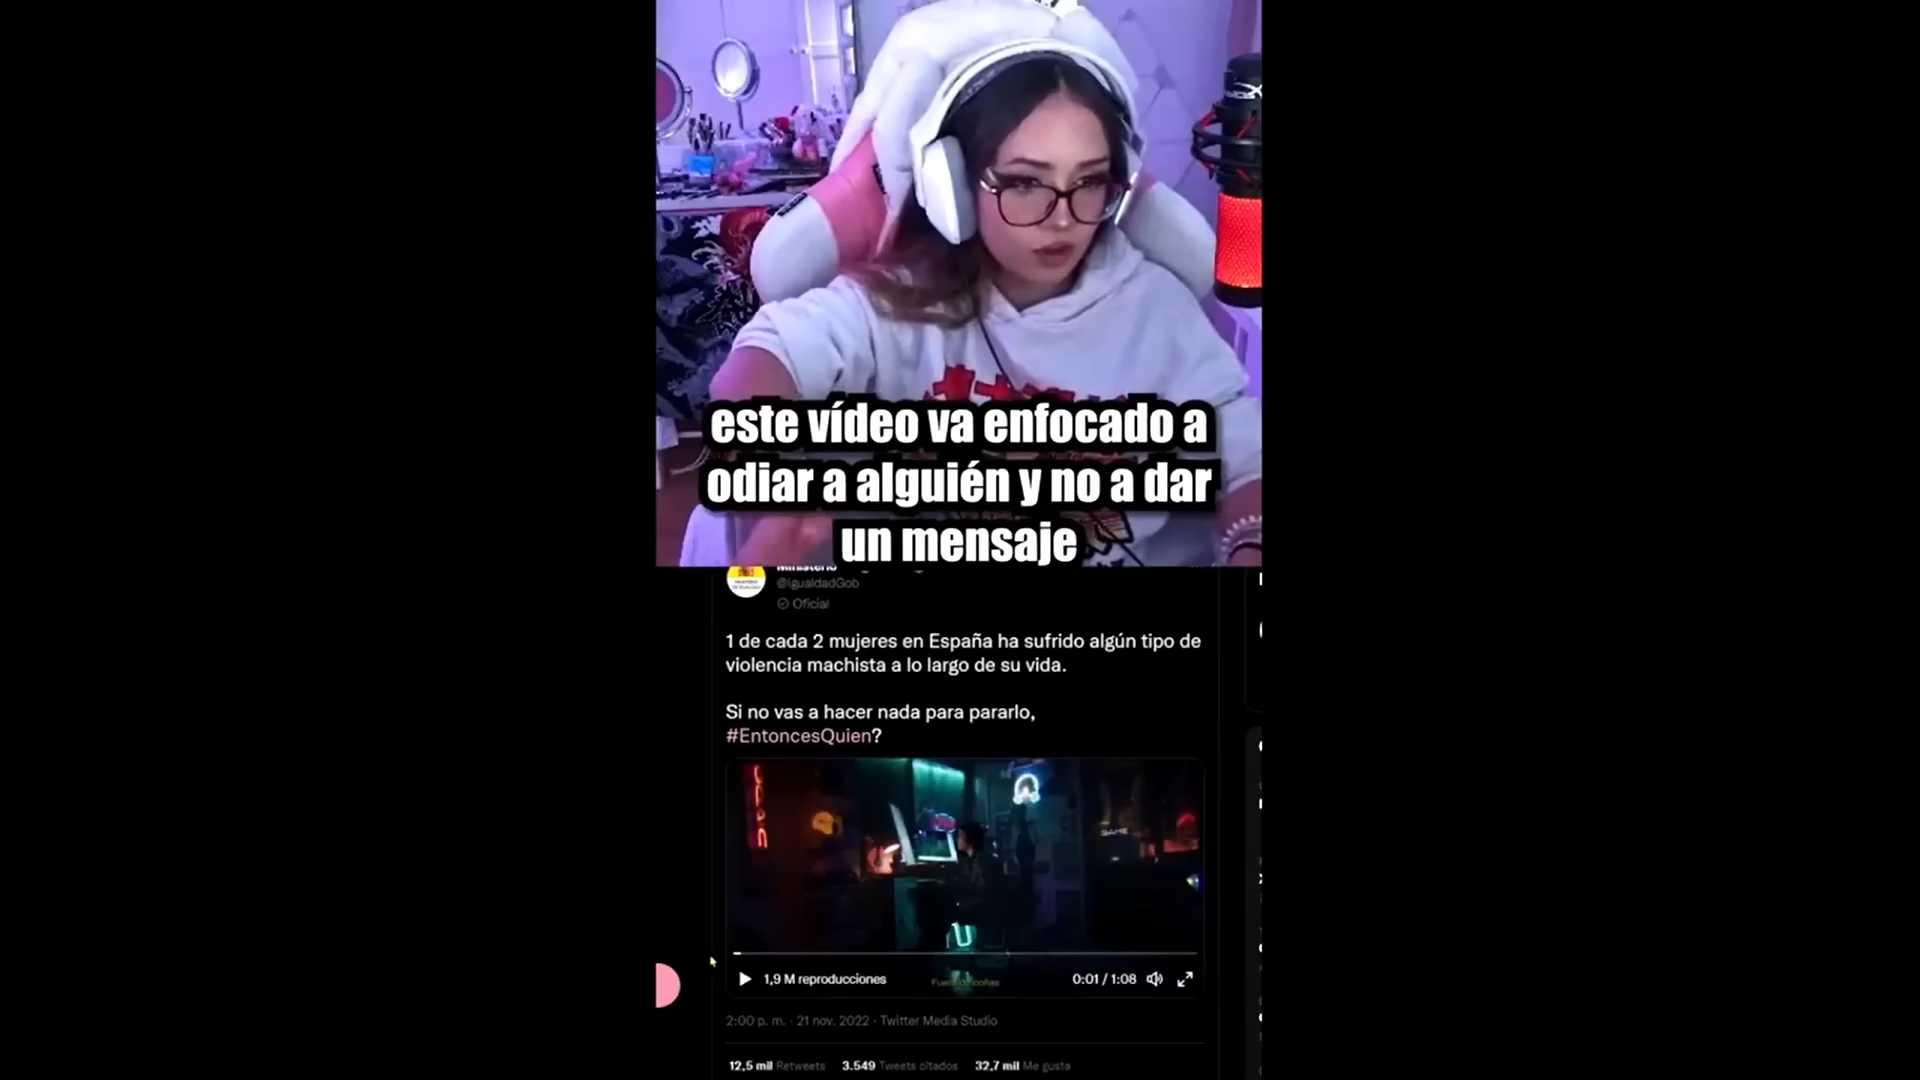 este vídeo va enfocado a
odiar a alguién y no a dar
un mensaje
Ministerio
@IgualdadGob
Oficial
1 de cada 2 mujeres en España ha sufrido algún tipo de
violencia machista a lo largo de su vida.
Si no vas a hacer nada para pararlo,
#EntoncesQuien?
GAME
1,9 M reproducciones
0:01 / 1:08
2:00 p. m. · 21 nov. 2022 · Twitter Media Studio
12,5 mil Retweets 3.549 Tweets citados 32,7 mil Me gusta